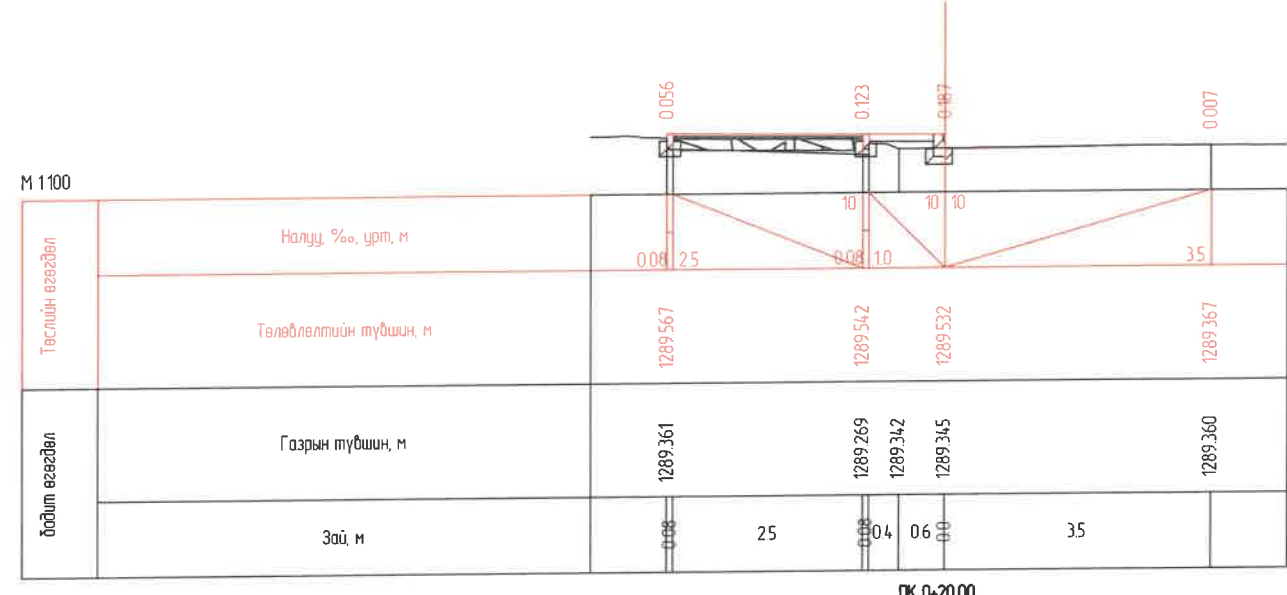 0.056 0.123 0.187 0.007
М 1:100
Төслийн өгөгдөл
Налуу, ‰, урт, м
10 10 10
0.08 2.5 0.08 1.0 3.5
Төлөвлөлтийн түвшин, м
1289.567 1289.542 1289.532 1289.367
бодит өгөгдөл
Газрын түвшин, м
1289.361 1289.269 1289.342 1289.345 1289.360
Зай, м
0.08 2.5 0.08 0.4 0.6 0.0 3.5
ПК 0+20.00